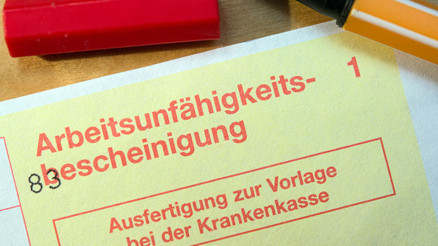 Arbeitsunfähigkeits- 1
bescheinigung
83
Ausfertigung zur Vorlage
bei der Krankenkasse